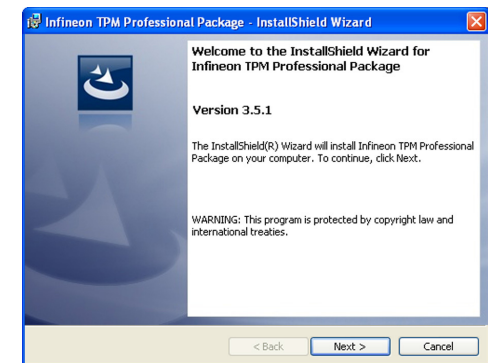 Infineon TPM Professional Package - InstallShield Wizard
Welcome to the InstallShield Wizard for
Infineon TPM Professional Package
Version 3.5.1
The InstallShield(R) Wizard will install Infineon TPM Professional
Package on your computer. To continue, click Next.
WARNING: This program is protected by copyright law and
international treaties.
< Back Next > Cancel